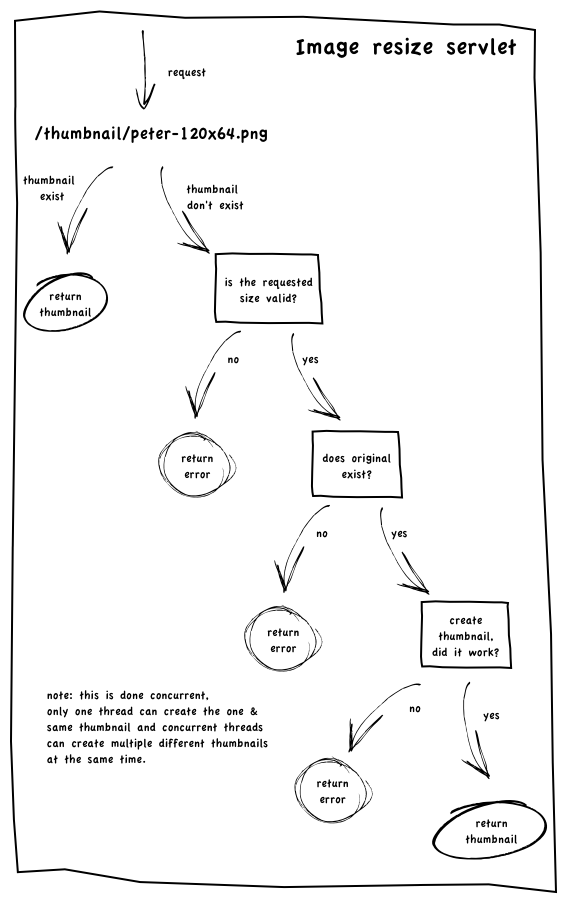 Image resize servlet
request
/thumbnail/peter-120x64.png
thumbnail
exist
thumbnail
don't exist
return
thumbnail
is the requested
size valid?
no
yes
return
error
does original
exist?
no
yes
return
error
create
thumbnail,
did it work?
note: this is done concurrent,
only one thread can create the one &
same thumbnail and concurrent threads
can create multiple different thumbnails
at the same time.
no
yes
return
error
return
thumbnail